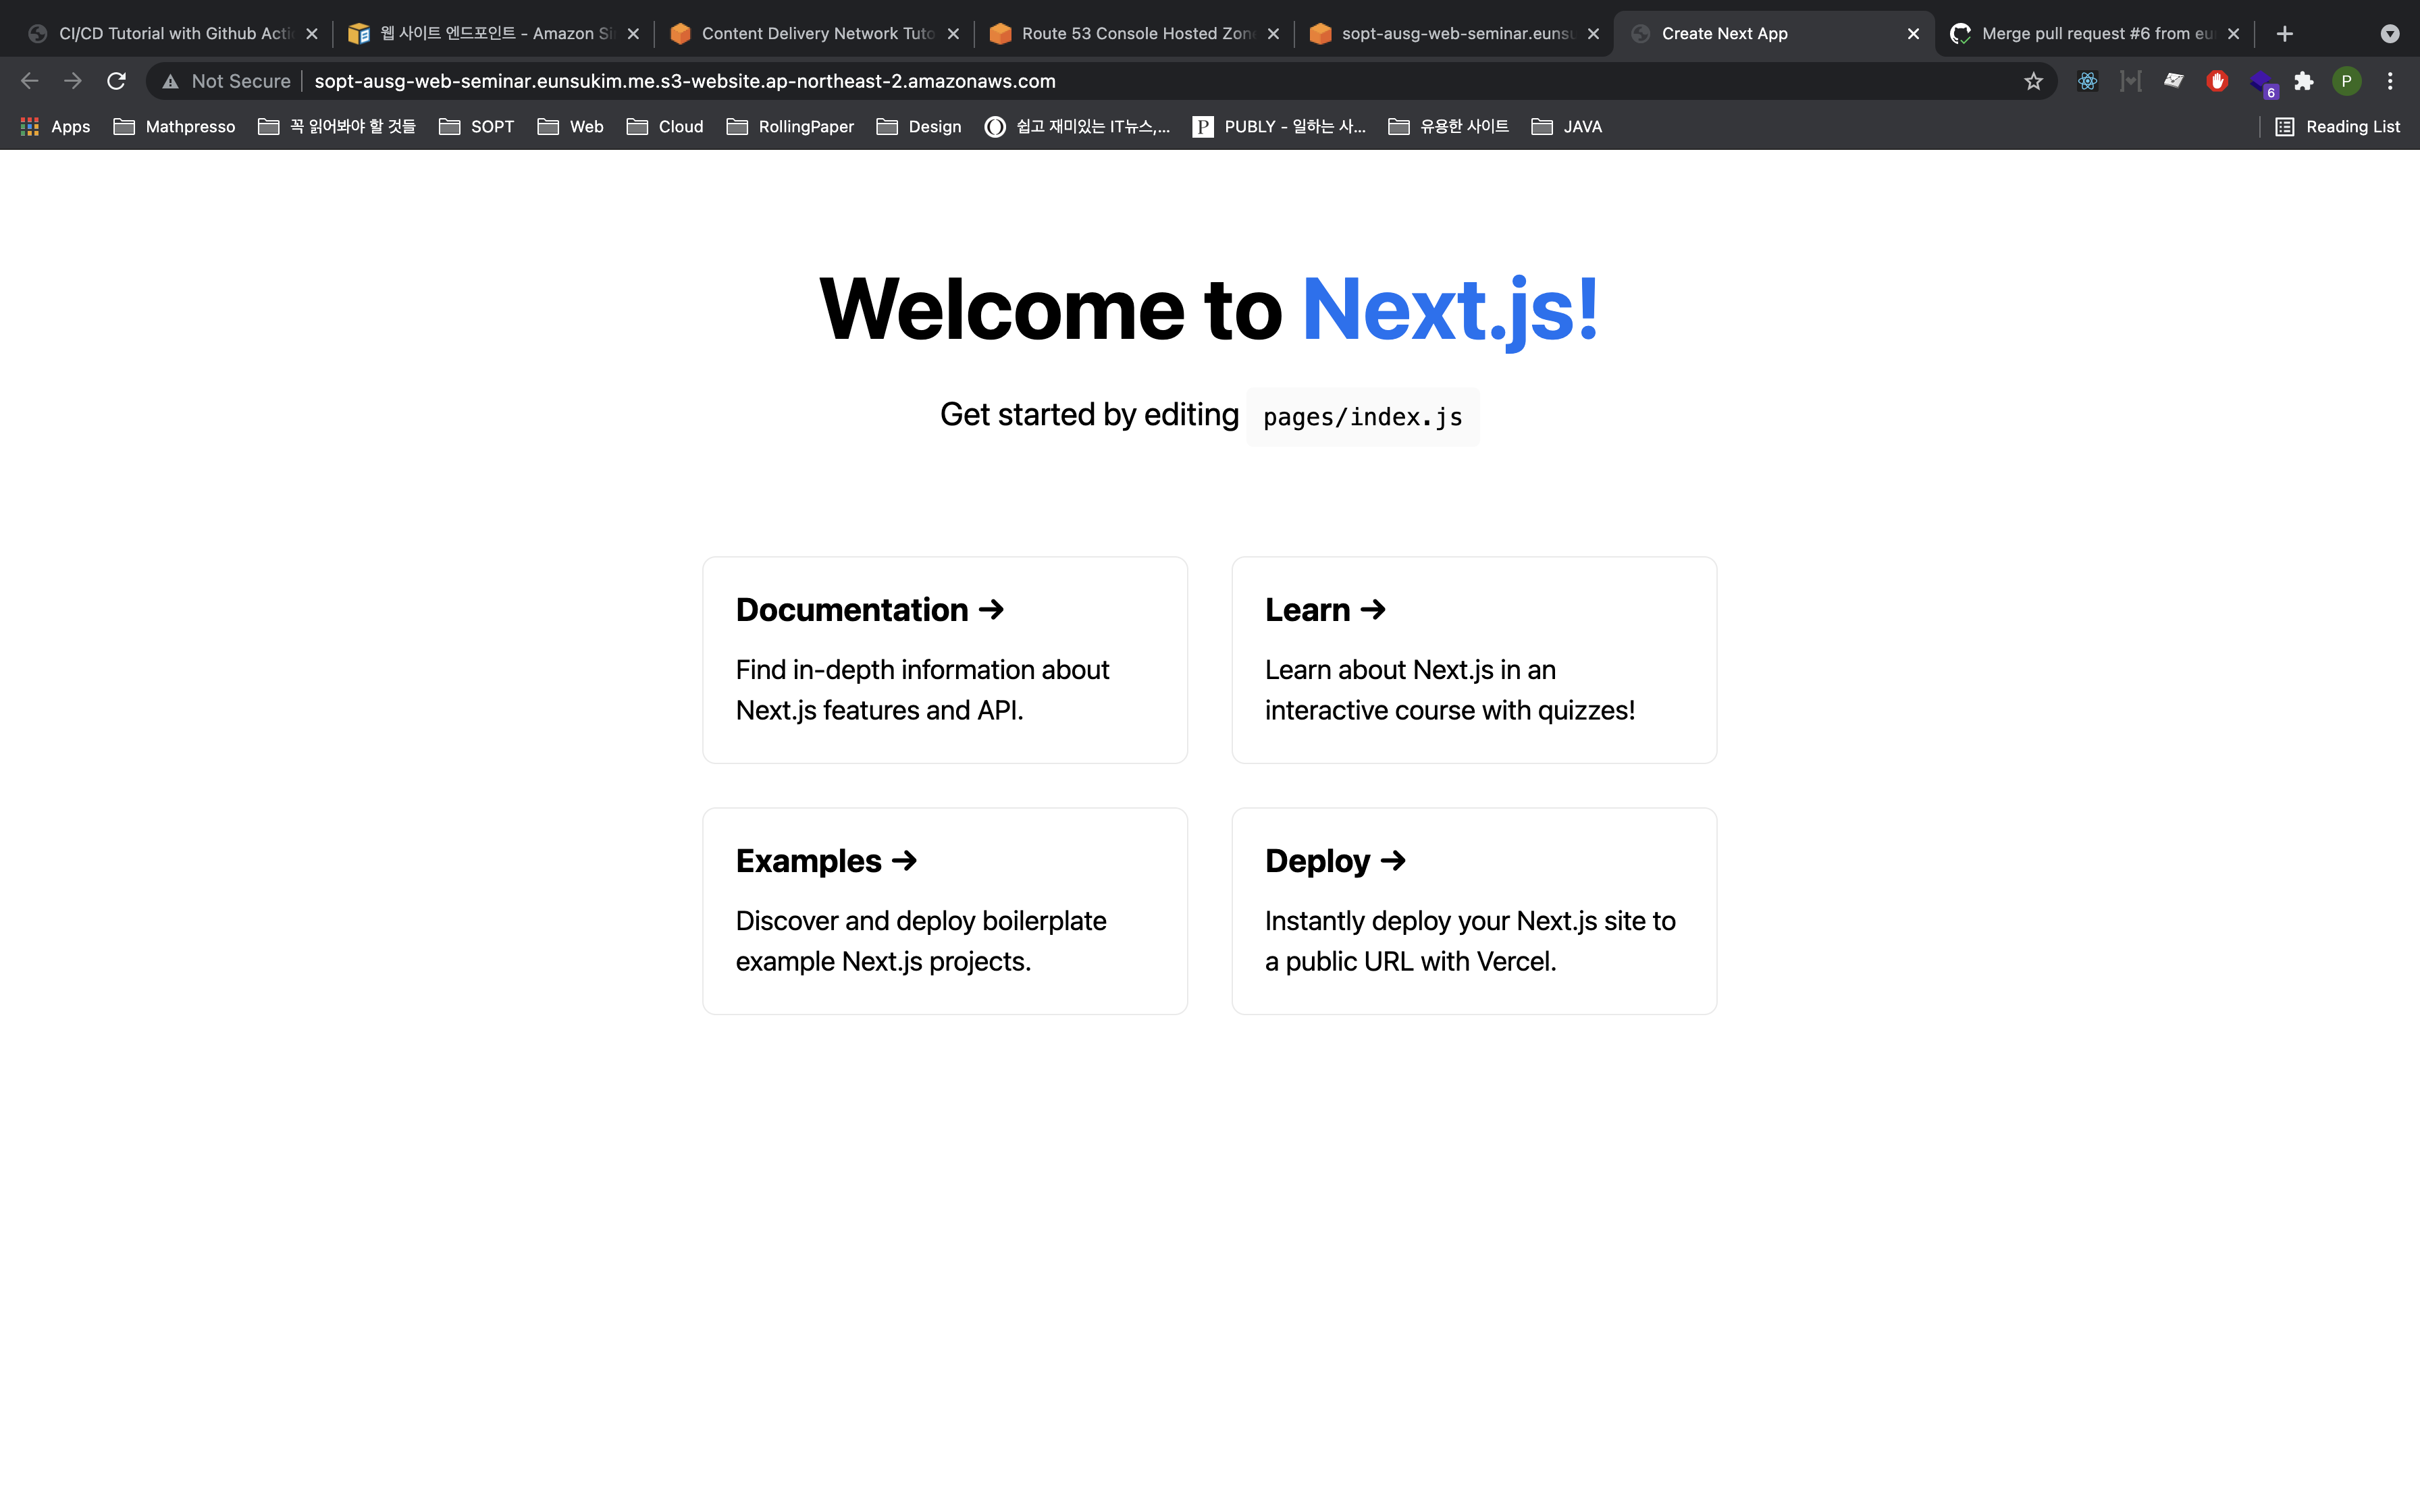 CI/CD Tutorial with Github Acti
웹 사이트 엔드포인트 - Amazon Si
Content Delivery Network Tuto
Route 53 Console Hosted Zon
sopt-ausg-web-seminar.eunsu
Create Next App
Merge pull request #6 from eu
Not Secure
sopt-ausg-web-seminar.eunsukim.me.s3-website.ap-northeast-2.amazonaws.com
6
P
Apps
Mathpresso
꼭 읽어봐야 할 것들
SOPT
Web
Cloud
RollingPaper
Design
쉽고 재미있는 IT뉴스,...
P
PUBLY - 일하는 사...
유용한 사이트
JAVA
Reading List
Welcome to Next.js!
Get started by editing pages/index.js
Documentation →
Find in-depth information about
Next.js features and API.
Learn →
Learn about Next.js in an
interactive course with quizzes!
Examples →
Discover and deploy boilerplate
example Next.js projects.
Deploy →
Instantly deploy your Next.js site to
a public URL with Vercel.